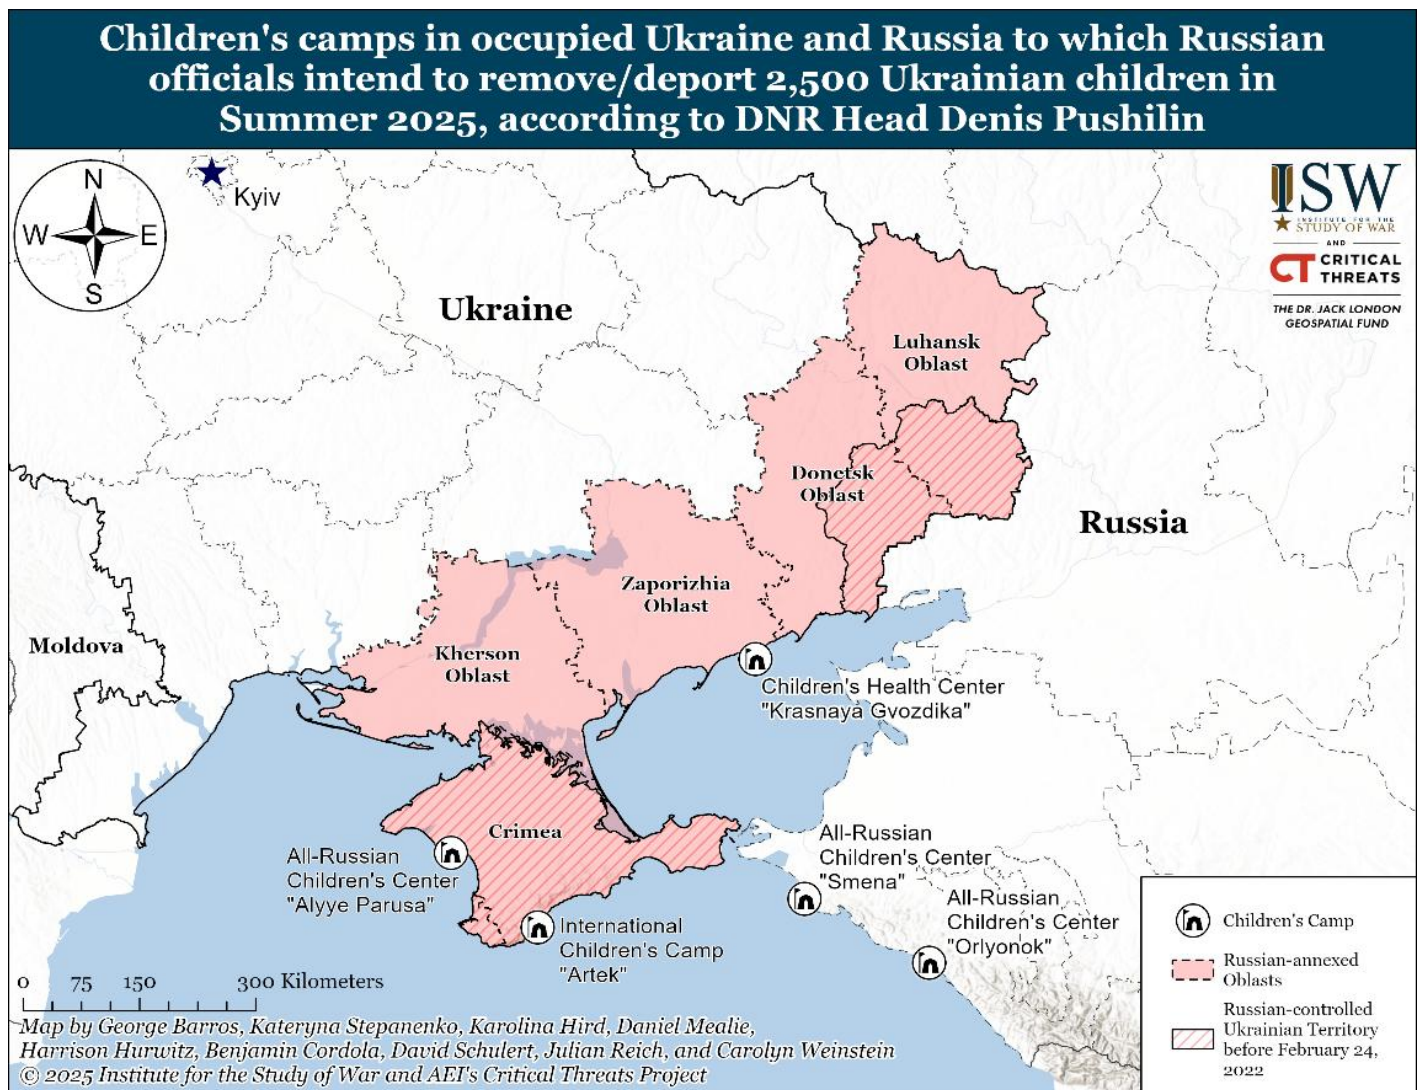 Children's camps in occupied Ukraine and Russia to which Russian
officials intend to remove/deport 2,500 Ukrainian children in
Summer 2025, according to DNR Head Denis Pushilin
N
W
E
S
Kyiv
ISW
INSTITUTE FOR THE
STUDY OF WAR
AND
CT CRITICAL
THREATS
THE DR. JACK LONDON
GEOSPATIAL FUND
Ukraine
Luhansk
Oblast
Donetsk
Oblast
Russia
Zaporizhia
Oblast
Moldova
Kherson
Oblast
Children's Health Center
"Krasnaya Gvozdika"
Crimea
All-Russian
Children's Center
"Alyye Parusa"
International
Children's Camp
"Artek"
All-Russian
Children's Center
"Smena"
All-Russian
Children's Center
"Orlyonok"
Children's Camp
Russian-annexed
Oblasts
Russian-controlled
Ukrainian Territory
before February 24,
2022
0 75 150 300 Kilometers
Map by George Barros, Kateryna Stepanenko, Karolina Hird, Daniel Mealie,
Harrison Hurwitz, Benjamin Cordola, David Schulert, Julian Reich, and Carolyn Weinstein
© 2025 Institute for the Study of War and AEI's Critical Threats Project